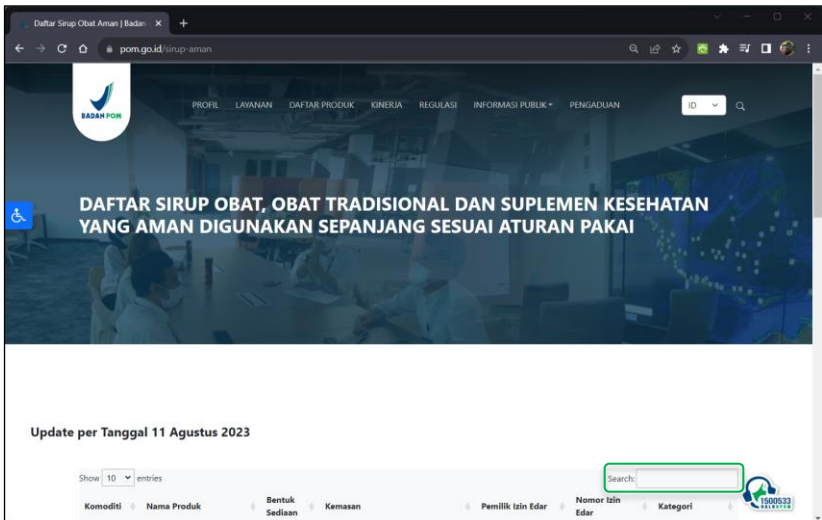 Daftar Sirup Obat Aman | Badan
pom.go.id/sirup-aman
BADAN POM
PROFIL LAYANAN DAFTAR PRODUK KINERJA REGULASI INFORMASI PUBLIK PENGADUAN ID
DAFTAR SIRUP OBAT, OBAT TRADISIONAL DAN SUPLEMEN KESEHATAN
YANG AMAN DIGUNAKAN SEPANJANG SESUAI ATURAN PAKAI
Update per Tanggal 11 Agustus 2023
Show 10 entries Search:
Komoditi Nama Produk Bentuk Sediaan Kemasan Pemilik Izin Edar Nomor Izin Edar Kategori
1500533
HALOBPOM